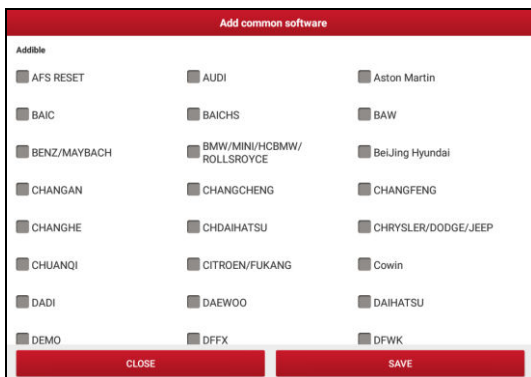 Add common software
Addible
AFS RESET
AUDI
Aston Martin
BAIC
BAICHS
BAW
BENZ/MAYBACH
BMW/MINI/HCBMW/
ROLLSROYCE
BeiJing Hyundai
CHANGAN
CHANGCHENG
CHANGFENG
CHANGHE
CHDAIHATSU
CHRYSLER/DODGE/JEEP
CHUANQI
CITROEN/FUKANG
Cowin
DADI
DAEWOO
DAIHATSU
DEMO
DFFX
DFWK
CLOSE
SAVE